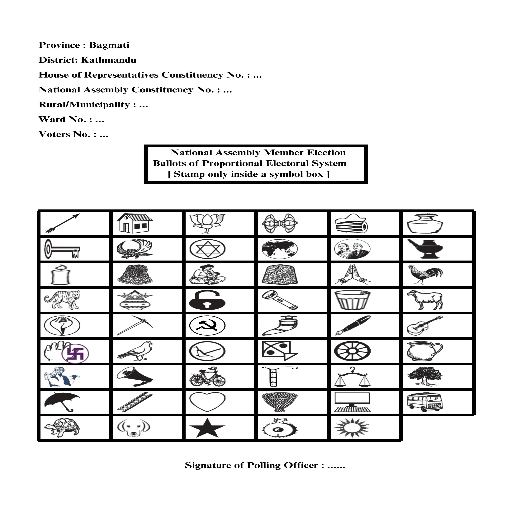 Province : Bagmati
District: Kathmandu
House of Representatives Constituency No. : ...
National Assembly Constituency No. : ...
Rural/Municipality : ...
Ward No. : ...
Voters No. : ...
National Assembly Member Election
Ballots of Proportional Electoral System
[ Stamp only inside a symbol box ]
Signature of Polling Officer : ......